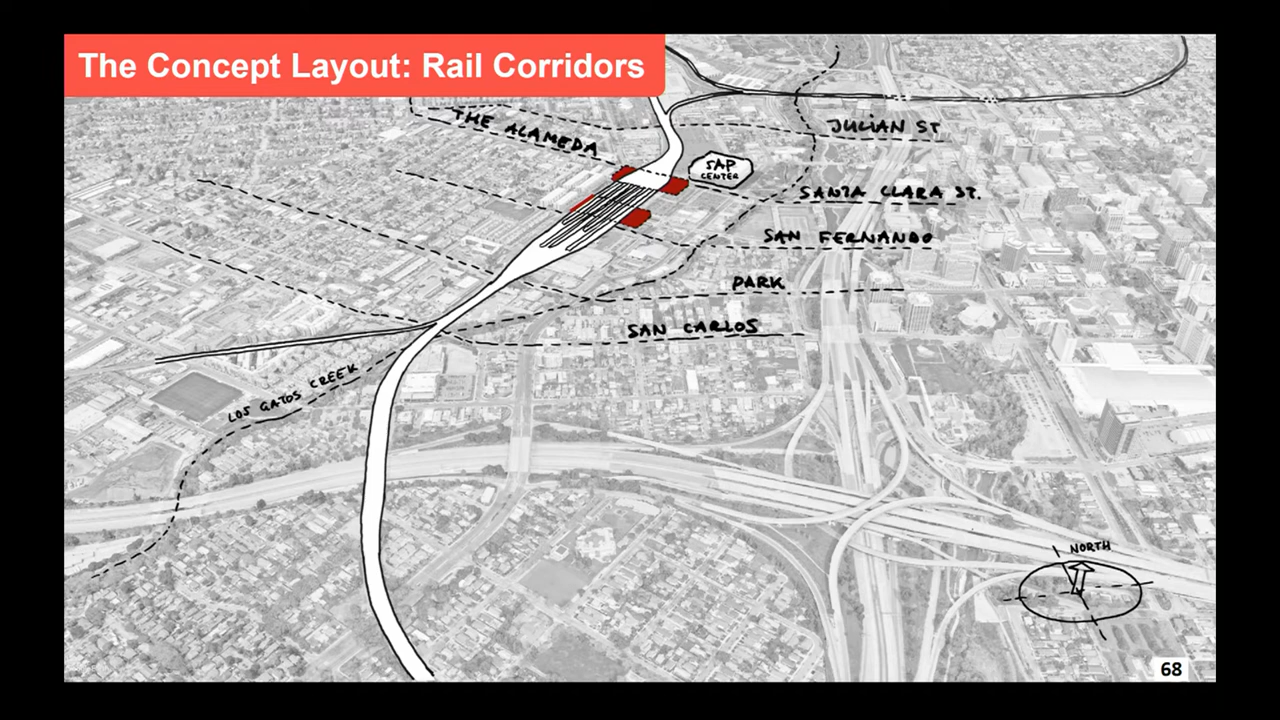 The Concept Layout: Rail Corridors
THE ALAMEDA
JULIAN ST
SAP
CENTER
SANTA CLARA ST.
SAN FERNANDO
PARK
SAN CARLOS
LOS GATOS CREEK
NORTH
68